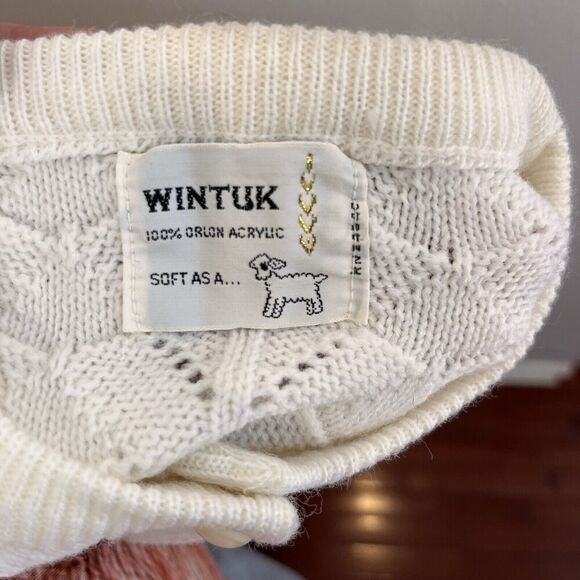 WINTUK
100% ORLON ACRYLIC
SOFT AS A...